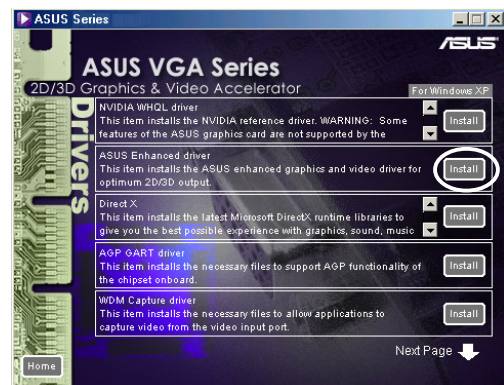 ASUS Series
ASUS
ASUS VGA Series
2D/3D Graphics & Video Accelerator
For Windows XP
Drivers
NVIDIA WHQL driver
This item installs the NVIDIA reference driver. WARNING: Some
features of the ASUS graphics card are not supported by the
Install
ASUS Enhanced driver
This item installs the ASUS enhanced graphics and video driver for
optimum 2D/3D output.
Install
Direct X
This item installs the latest Microsoft DirectX runtime libraries to
give you the best possible experience with graphics, sound, music
Install
AGP GART driver
This item installs the necessary files to support AGP functionality of
the chipset onboard.
Install
WDM Capture driver
This item installs the necessary files to allow applications to
capture video from the video input port.
Install
Next Page
Home